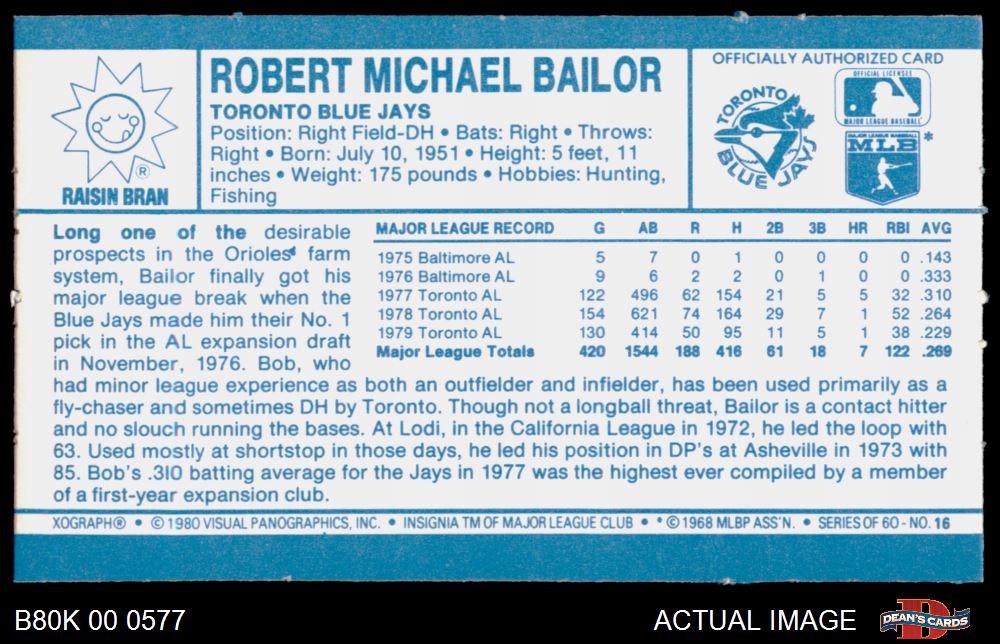 RAISIN BRAN
®
ROBERT MICHAEL BAILOR
TORONTO BLUE JAYS
Position: Right Field-DH • Bats: Right • Throws:
Right • Born: July 10, 1951 • Height: 5 feet, 11
inches • Weight: 175 pounds • Hobbies: Hunting,
Fishing
OFFICIALLY AUTHORIZED CARD
TORONTO
BLUE JAYS
OFFICIAL LICENSEE
MAJOR LEAGUE BASEBALL
MAJOR LEAGUE BASEBALL
MLB *
Long one of the desirable
prospects in the Orioles' farm
system, Bailor finally got his
major league break when the
Blue Jays made him their No. 1
pick in the AL expansion draft
in November, 1976. Bob, who
MAJOR LEAGUE RECORD G AB R H 2B 3B HR RBI AVG
1975 Baltimore AL 5 7 0 1 0 0 0 0 .143
1976 Baltimore AL 9 6 2 2 0 1 0 0 .333
1977 Toronto AL 122 496 62 154 21 5 5 32 .310
1978 Toronto AL 154 621 74 164 29 7 1 52 .264
1979 Toronto AL 130 414 50 95 11 5 1 38 .229
Major League Totals 420 1544 188 416 61 18 7 122 .269
had minor league experience as both an outfielder and infielder, has been used primarily as a
fly-chaser and sometimes DH by Toronto. Though not a longball threat, Bailor is a contact hitter
and no slouch running the bases. At Lodi, in the California League in 1972, he led the loop with
63. Used mostly at shortstop in those days, he led his position in DP's at Asheville in 1973 with
85. Bob's .310 batting average for the Jays in 1977 was the highest ever compiled by a member
of a first-year expansion club.
XOGRAPH® • © 1980 VISUAL PANOGRAPHICS, INC. • INSIGNIA TM OF MAJOR LEAGUE CLUB • * © 1968 MLBP ASS'N. • SERIES OF 60 - NO. 16
B80K 00 0577
ACTUAL IMAGE
DEAN'S CARDS